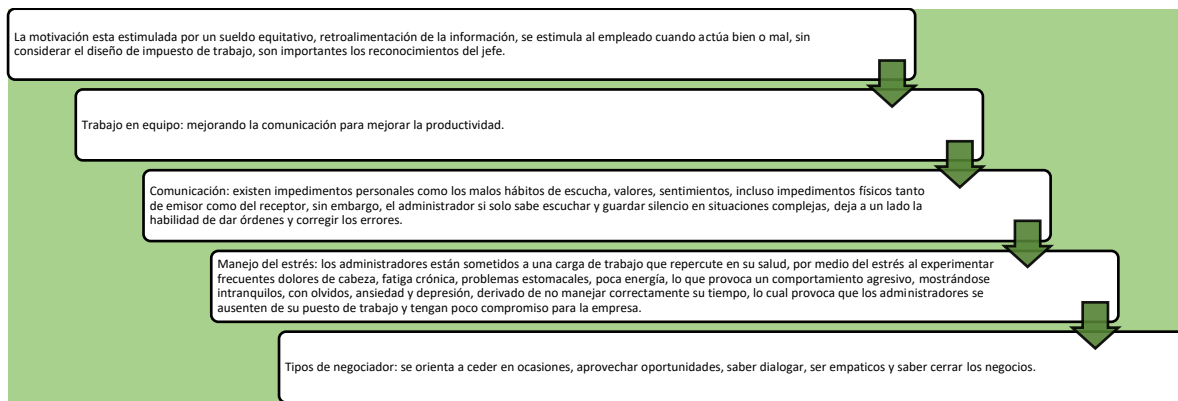 La motivación esta estimulada por un sueldo equitativo, retroalimentación de la información, se estimula al empleado cuando actúa bien o mal, sin
considerar el diseño de impuesto de trabajo, son importantes los reconocimientos del jefe.
Trabajo en equipo: mejorando la comunicación para mejorar la productividad.
Comunicación: existen impedimentos personales como los malos hábitos de escucha, valores, sentimientos, incluso impedimentos físicos tanto
de emisor como del receptor, sin embargo, el administrador si solo sabe escuchar y guardar silencio en situaciones complejas, deja a un lado la
habilidad de dar órdenes y corregir los errores.
Manejo del estrés: los administradores están sometidos a una carga de trabajo que repercute en su salud, por medio del estrés al experimentar
frecuentes dolores de cabeza, fatiga crónica, problemas estomacales, poca energía, lo que provoca un comportamiento agresivo, mostrándose
intranquilos, con olvidos, ansiedad y depresión, derivado de no manejar correctamente su tiempo, lo cual provoca que los administradores se
ausenten de su puesto de trabajo y tengan poco compromiso para la empresa.
Tipos de negociador: se orienta a ceder en ocasiones, aprovechar oportunidades, saber dialogar, ser empaticos y saber cerrar los negocios.